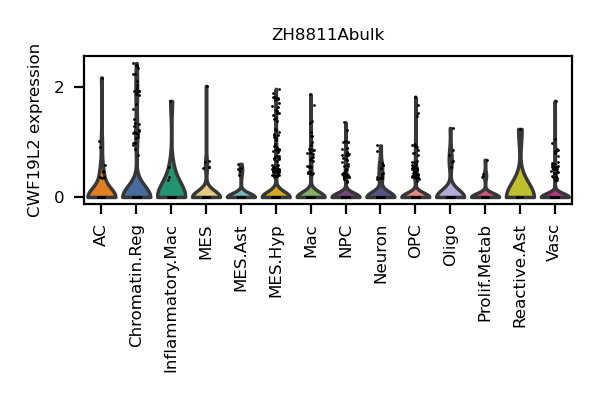 ZH8811Abulk
CWF19L2 expression
2
0
AC
Chromatin.Reg
Inflammatory.Mac
MES
MES.Ast
MES.Hyp
Mac
NPC
Neuron
OPC
Oligo
Prolif.Metab
Reactive.Ast
Vasc